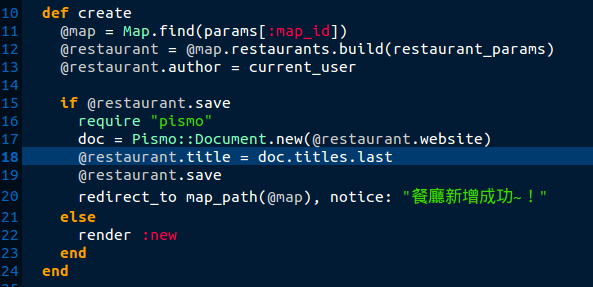 10 def create
11 @map = Map.find(params[:map_id])
12 @restaurant = @map.restaurants.build(restaurant_params)
13 @restaurant.author = current_user
14
15 if @restaurant.save
16 require "pismo"
17 doc = Pismo::Document.new(@restaurant.website)
18 @restaurant.title = doc.titles.last
19 @restaurant.save
20 redirect_to map_path(@map), notice: "餐廳新增成功~！"
21 else
22 render :new
23 end
24 end